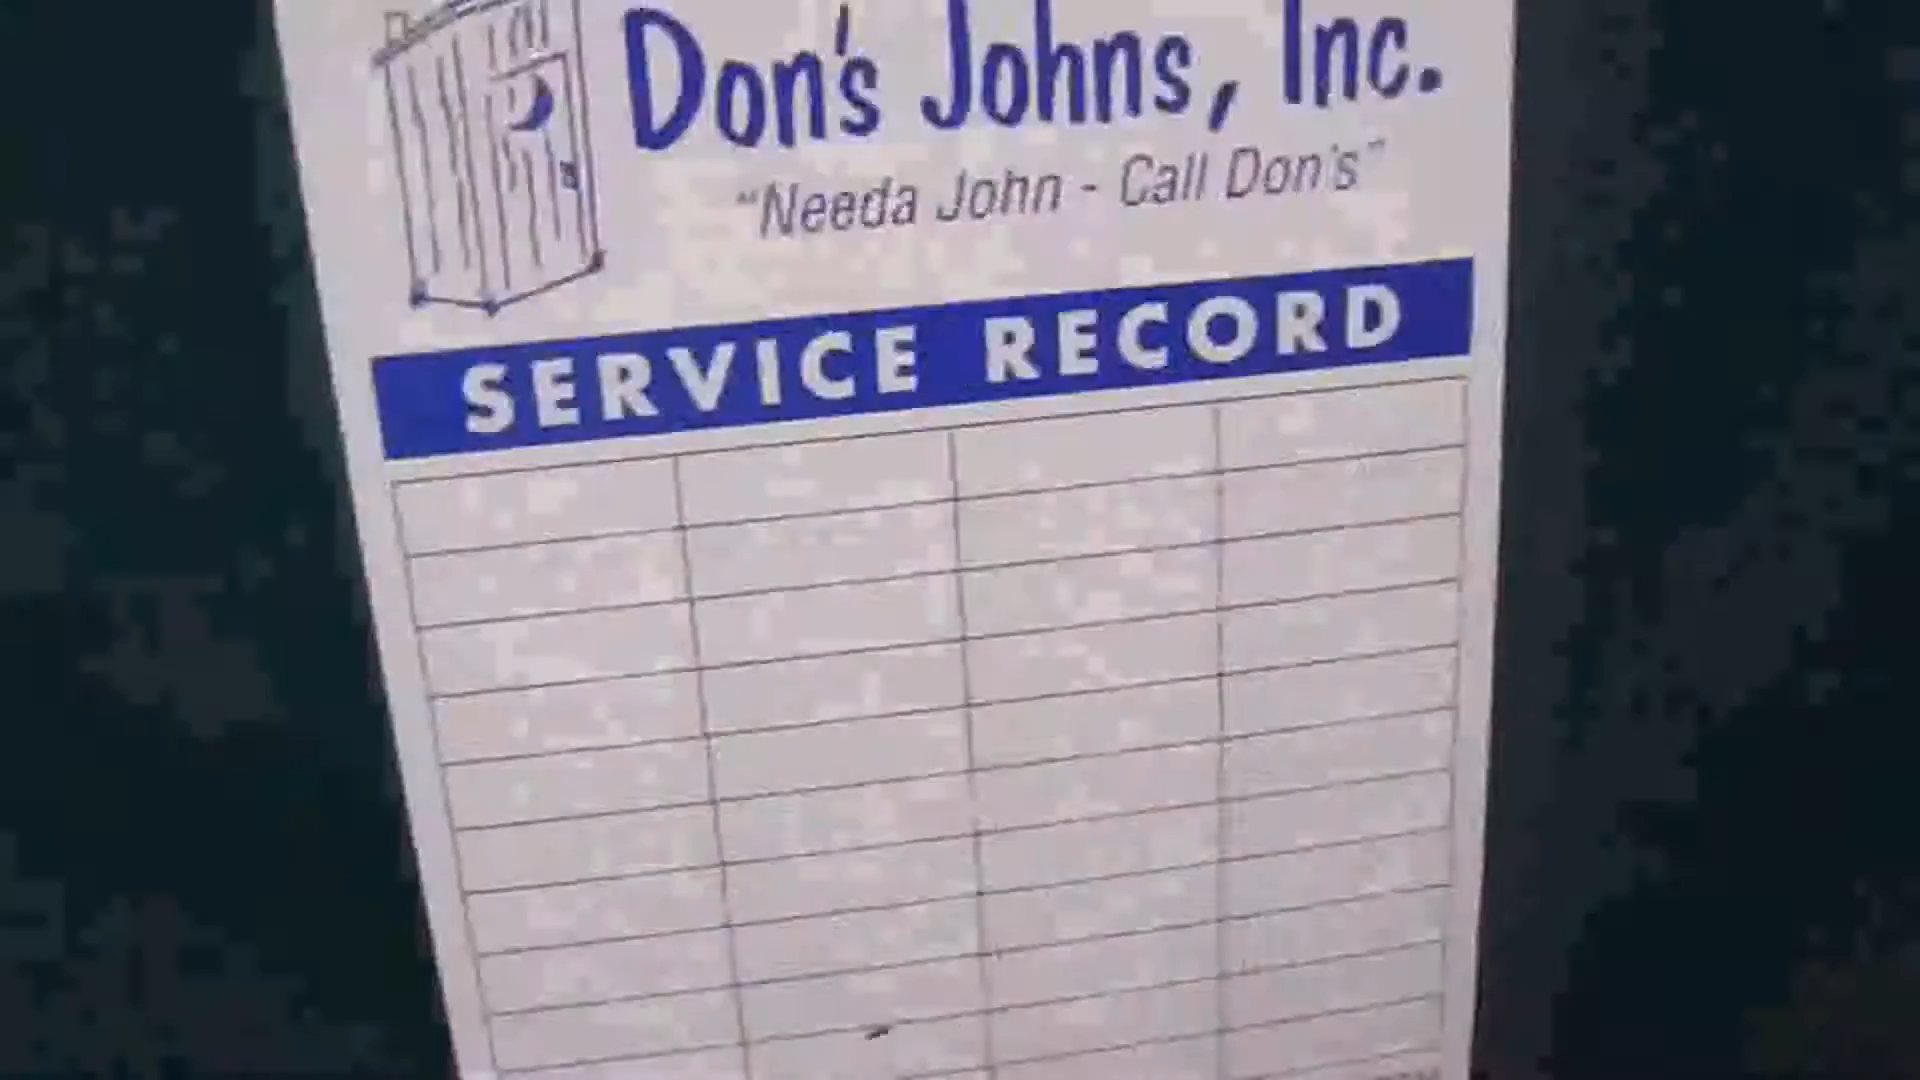 Don's Johns, Inc.
"Needa John - Call Don's"
SERVICE RECORD